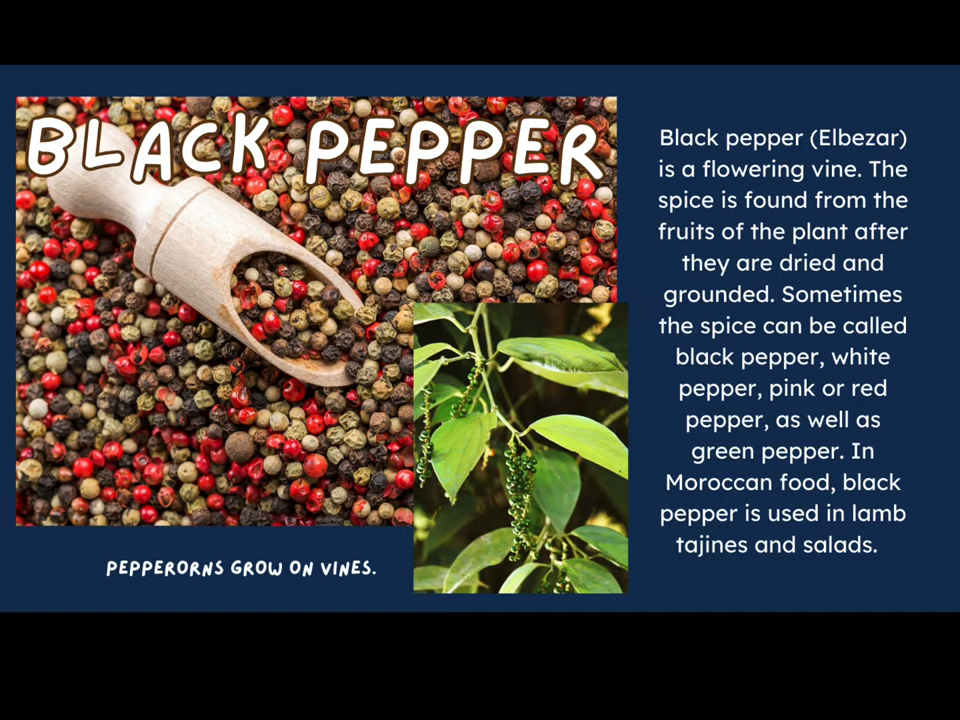 BLACK PEPPER
Black pepper (Elbezar)
is a flowering vine. The
spice is found from the
fruits of the plant after
they are dried and
grounded. Sometimes
the spice can be called
black pepper, white
pepper, pink or red
pepper, as well as
green pepper. In
Moroccan food, black
pepper is used in lamb
tajines and salads.
PEPPERORNS GROW ON VINES.